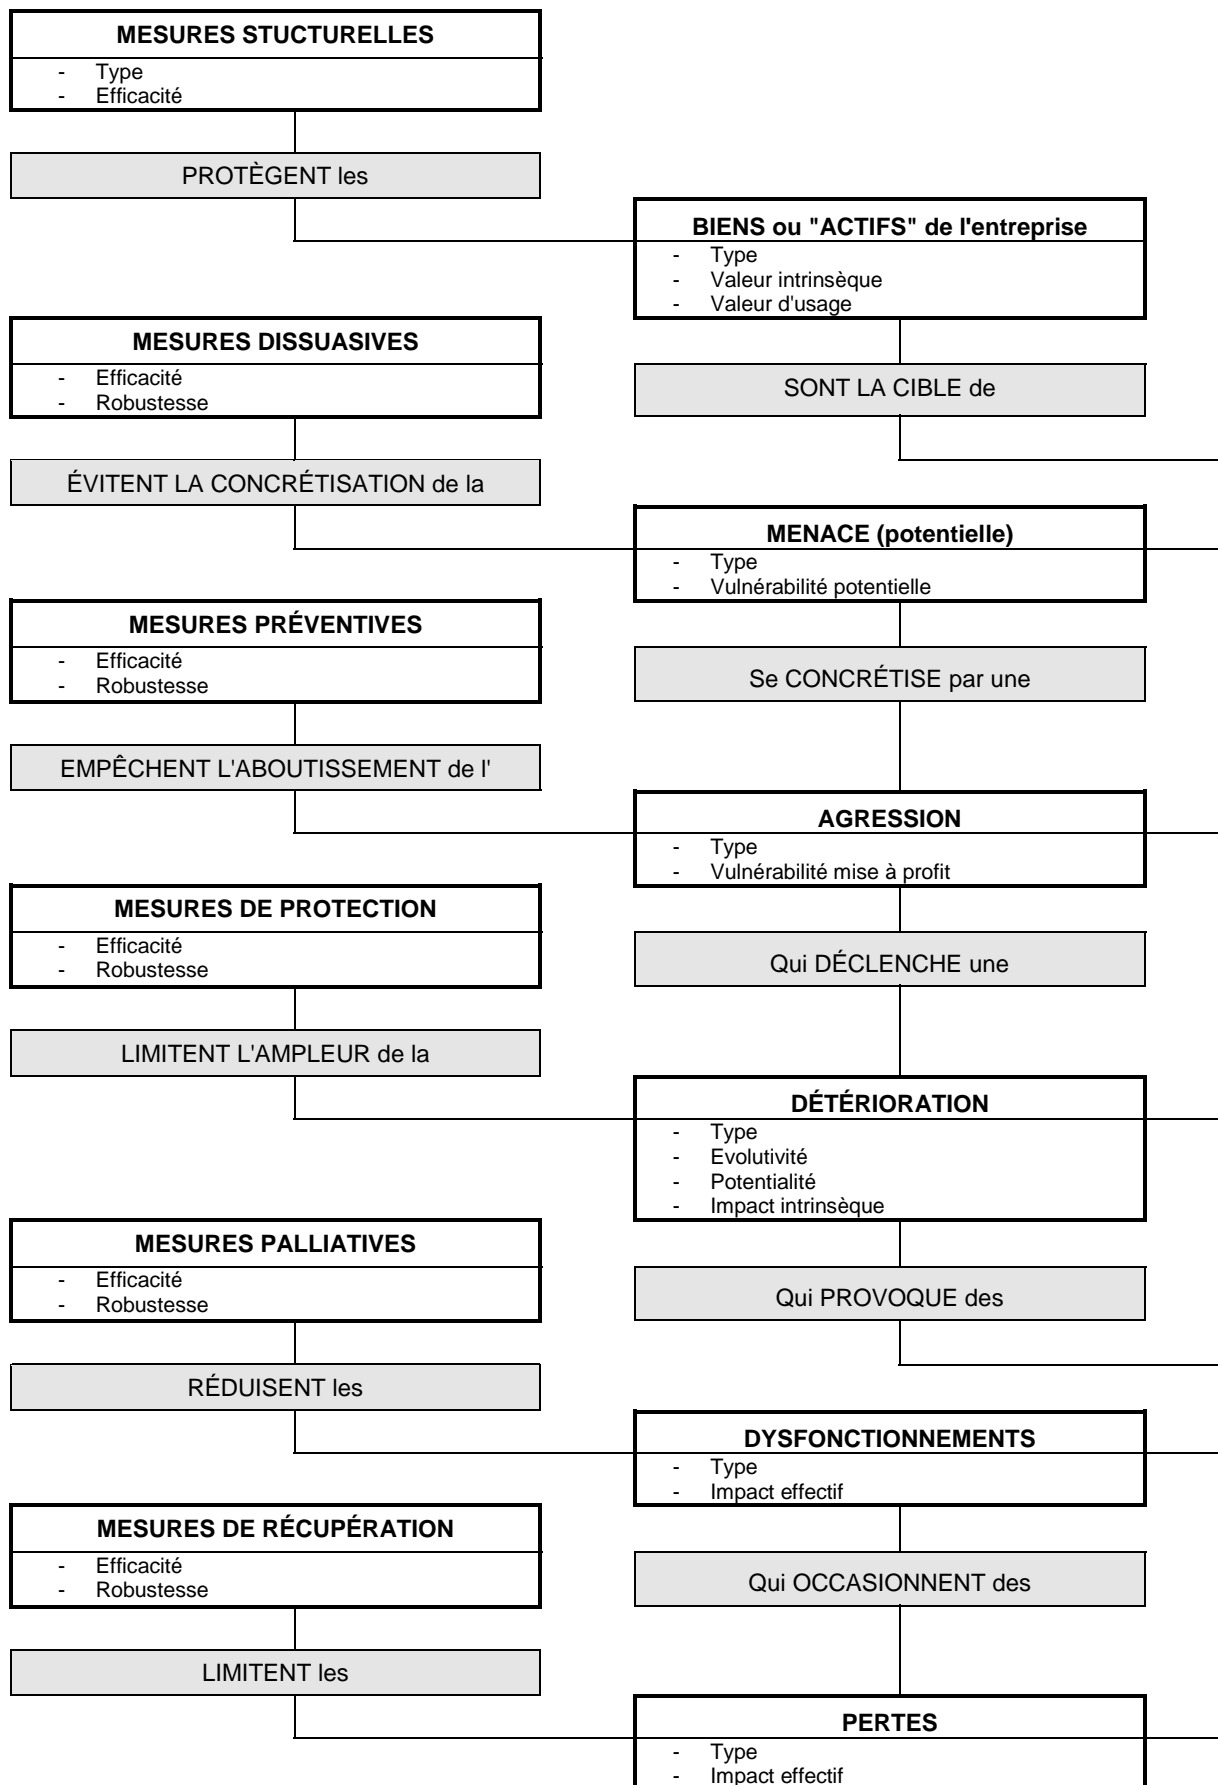 MESURES STUCTURELLES
- Type
- Efficacité
PROTÈGENT les
BIENS ou "ACTIFS" de l'entreprise
- Type
- Valeur intrinsèque
- Valeur d'usage
MESURES DISSUASIVES
- Efficacité
- Robustesse
SONT LA CIBLE de
ÉVITENT LA CONCRÉTISATION de la
MENACE (potentielle)
- Type
- Vulnérabilité potentielle
MESURES PRÉVENTIVES
- Efficacité
- Robustesse
Se CONCRÉTISE par une
EMPÊCHENT L'ABOUTISSEMENT de l'
AGRESSION
- Type
- Vulnérabilité mise à profit
MESURES DE PROTECTION
- Efficacité
- Robustesse
Qui DÉCLENCHE une
LIMITENT L'AMPLEUR de la
DÉTÉRIORATION
- Type
- Evolutivité
- Potentialité
- Impact intrinsèque
MESURES PALLIATIVES
- Efficacité
- Robustesse
Qui PROVOQUE des
RÉDUISENT les
DYSFONCTIONNEMENTS
- Type
- Impact effectif
MESURES DE RÉCUPÉRATION
- Efficacité
- Robustesse
Qui OCCASIONNENT des
LIMITENT les
PERTES
- Type
- Impact effectif